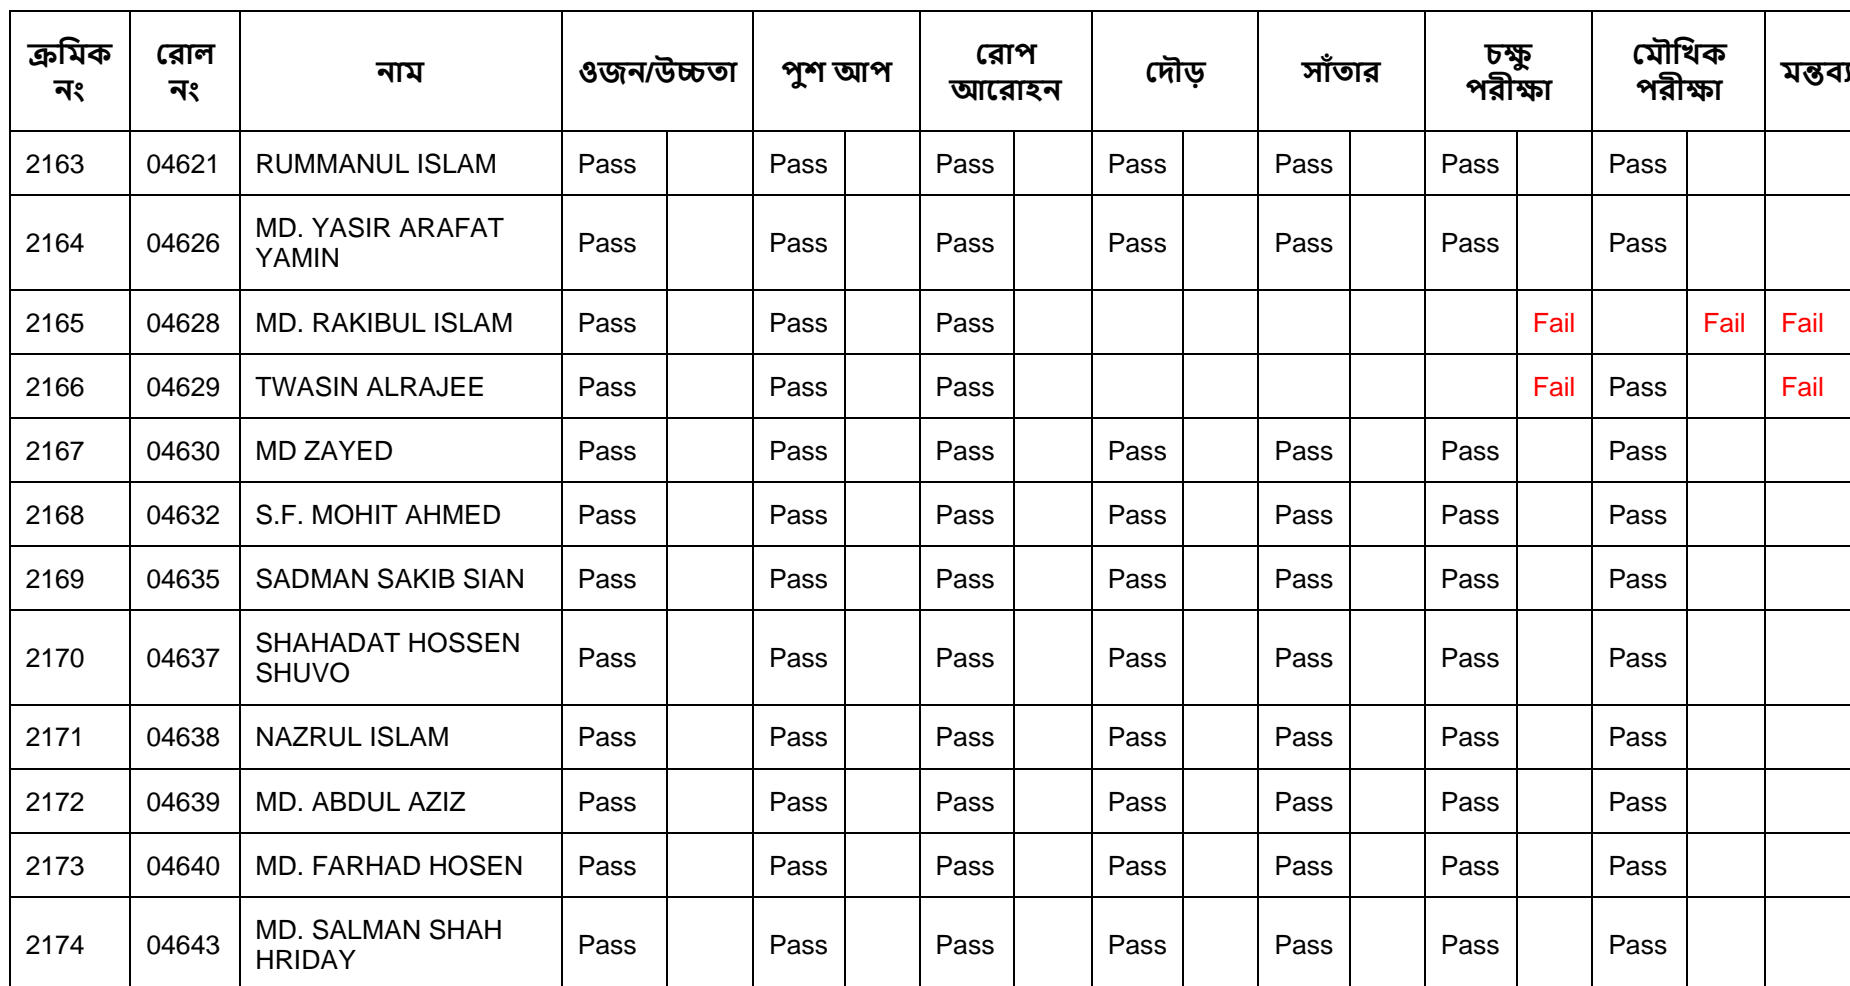 ক্রমিক নং রোল নং নাম ওজন/উচ্চতা পুশ আপ রোপ আরোহন দৌড় সাঁতার চক্ষু পরীক্ষা মৌখিক পরীক্ষা মন্তব্য
2163 04621 RUMMANUL ISLAM Pass Pass Pass Pass Pass Pass Pass
2164 04626 MD. YASIR ARAFAT YAMIN Pass Pass Pass Pass Pass Pass Pass
2165 04628 MD. RAKIBUL ISLAM Pass Pass Pass Fail Fail Fail
2166 04629 TWASIN ALRAJEE Pass Pass Pass Fail Pass Fail
2167 04630 MD ZAYED Pass Pass Pass Pass Pass Pass Pass
2168 04632 S.F. MOHIT AHMED Pass Pass Pass Pass Pass Pass Pass
2169 04635 SADMAN SAKIB SIAN Pass Pass Pass Pass Pass Pass Pass
2170 04637 SHAHADAT HOSSEN SHUVO Pass Pass Pass Pass Pass Pass Pass
2171 04638 NAZRUL ISLAM Pass Pass Pass Pass Pass Pass Pass
2172 04639 MD. ABDUL AZIZ Pass Pass Pass Pass Pass Pass Pass
2173 04640 MD. FARHAD HOSEN Pass Pass Pass Pass Pass Pass Pass
2174 04643 MD. SALMAN SHAH HRIDAY Pass Pass Pass Pass Pass Pass Pass